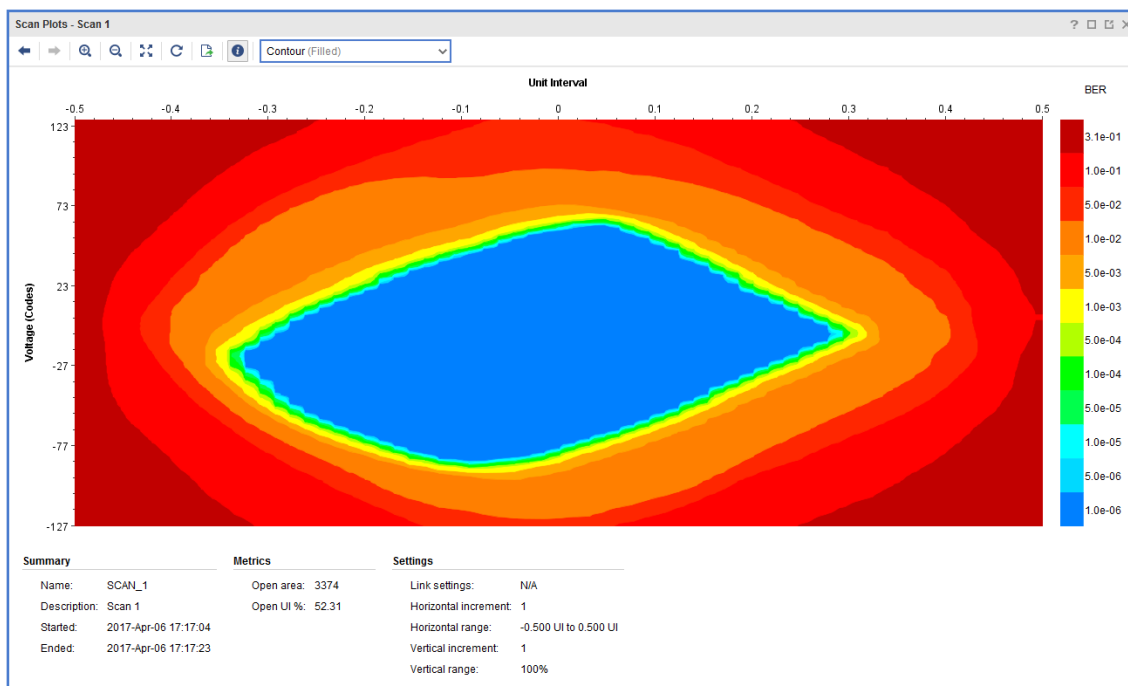 Scan Plots - Scan 1
Contour (Filled)
Unit Interval
BER
-0.5 -0.4 -0.3 -0.2 -0.1 0 0.1 0.2 0.3 0.4 0.5
Voltage (Codes)
123
73
23
-27
-77
-127
3.1e-01
1.0e-01
5.0e-02
1.0e-02
5.0e-03
1.0e-03
5.0e-04
1.0e-04
5.0e-05
1.0e-05
5.0e-06
1.0e-06
Summary Metrics Settings
Name: SCAN_1 Open area: 3374 Link settings: N/A
Description: Scan 1 Open UI %: 52.31 Horizontal increment: 1
Started: 2017-Apr-06 17:17:04 Horizontal range: -0.500 UI to 0.500 UI
Ended: 2017-Apr-06 17:17:23 Vertical increment: 1
Vertical range: 100%